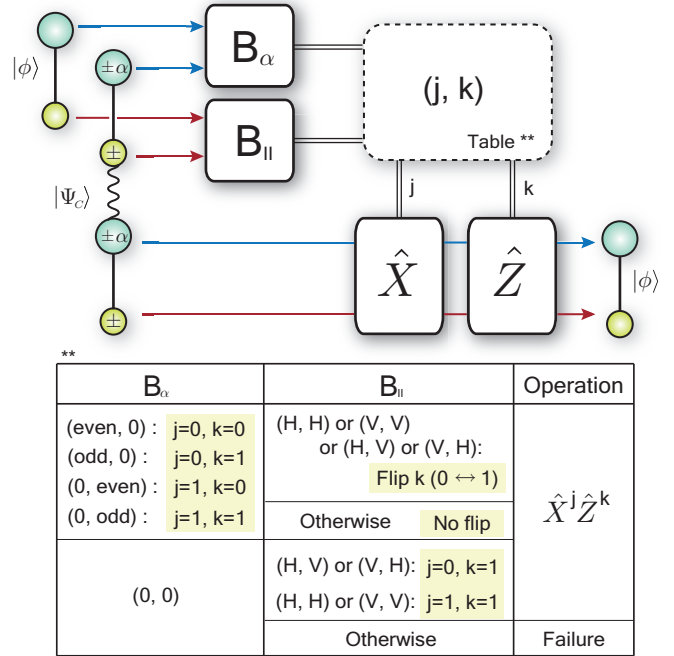 |ϕ⟩
±α
±
|Ψ_C⟩
±α
±
B_α
B_II
(j, k)
Table **
j
k
X̂
Ẑ
|ϕ⟩
**
B_α B_II Operation
(even, 0) : j=0, k=0
(odd, 0) : j=0, k=1
(0, even) : j=1, k=0
(0, odd) : j=1, k=1
(H, H) or (V, V)
or (H, V) or (V, H):
Flip k (0 ↔ 1)
Otherwise No flip
X̂^j Ẑ^k
(0, 0)
(H, V) or (V, H): j=0, k=1
(H, H) or (V, V): j=1, k=1
Otherwise Failure